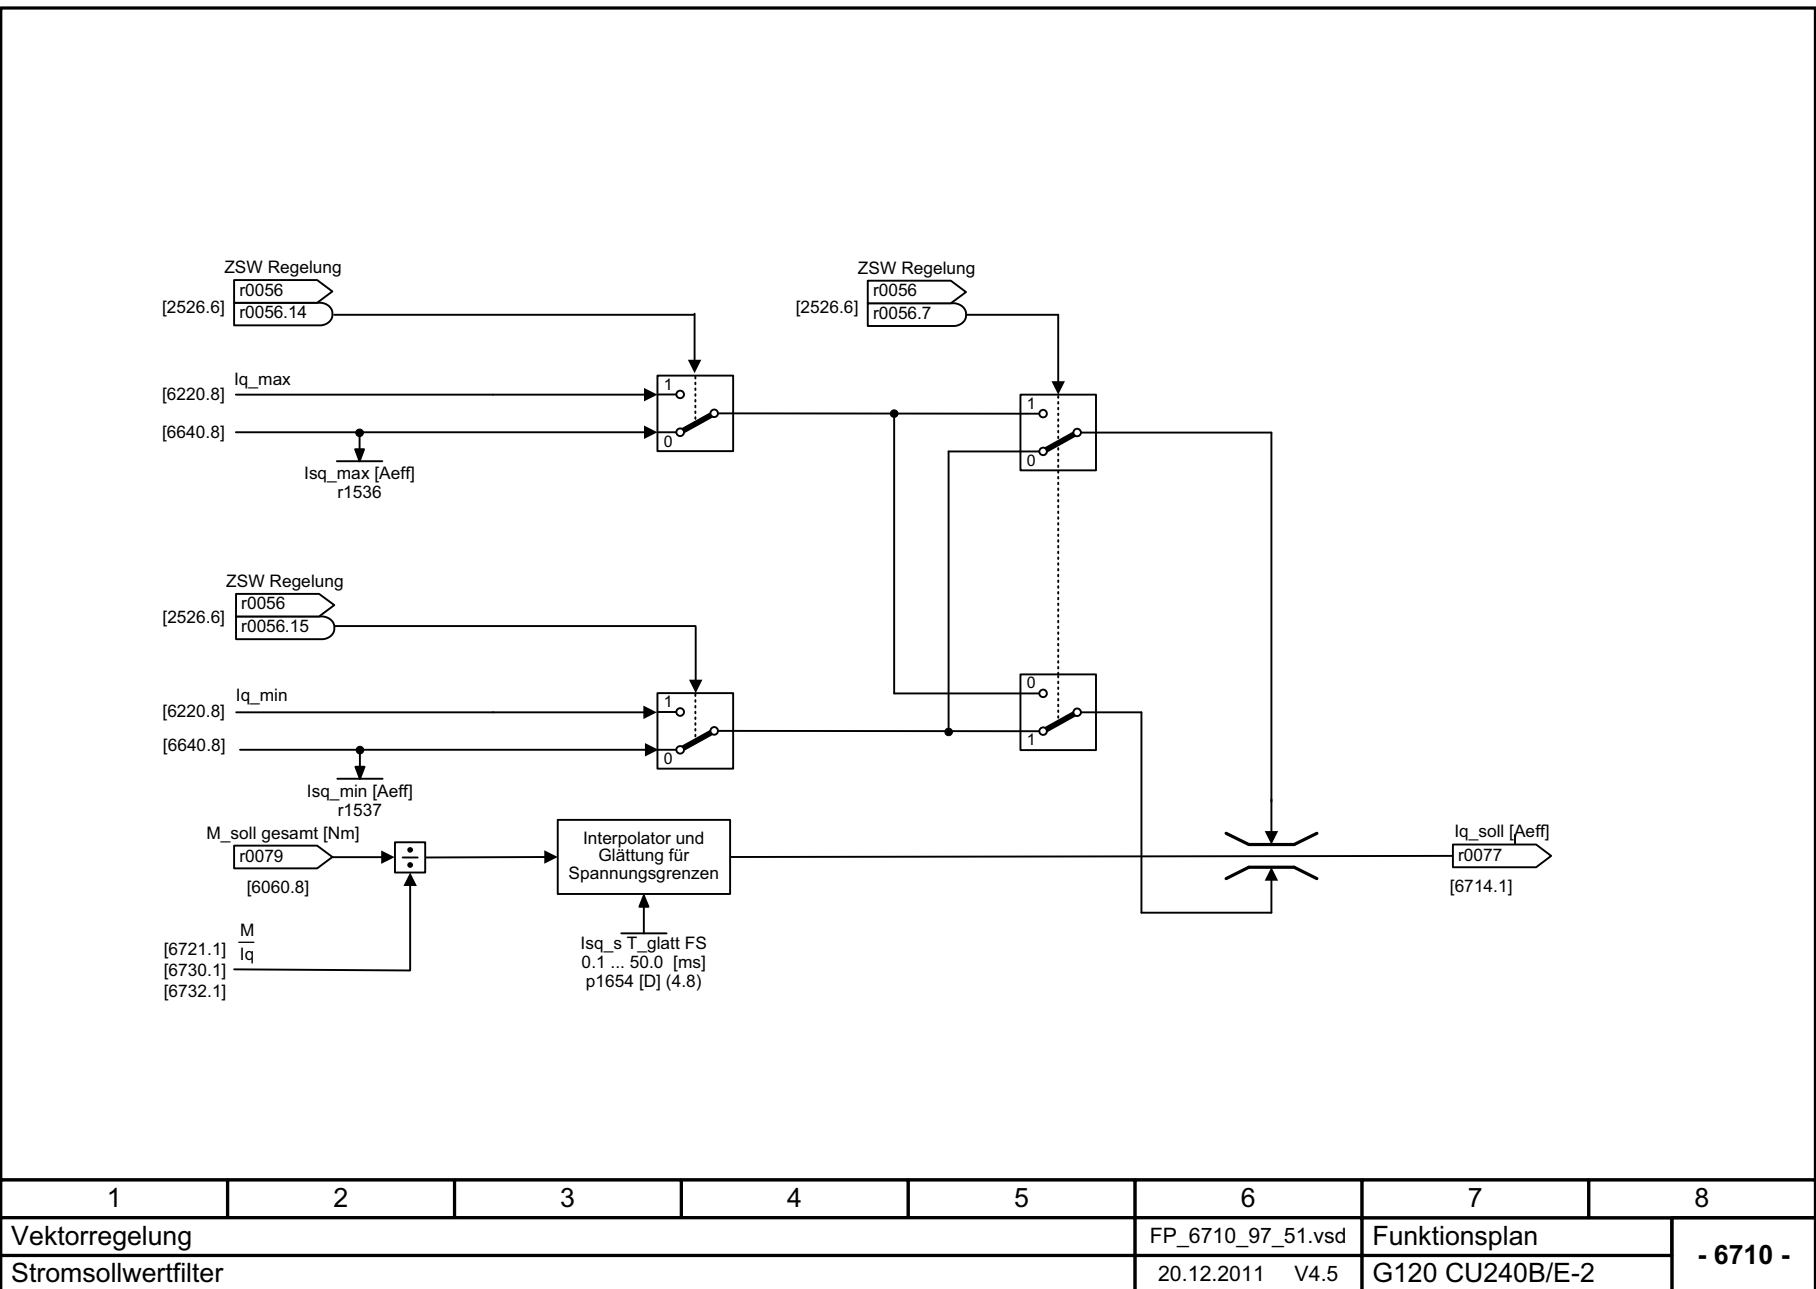 ZSW Regelung
r0056
[2526.6]
r0056.14
ZSW Regelung
r0056
[2526.6]
r0056.7
[6220.8]
Iq_max
1
[6640.8]
0
Isq_max [Aeff]
r1536
1
0
ZSW Regelung
r0056
[2526.6]
r0056.15
[6220.8]
Iq_min
1
[6640.8]
0
Isq_min [Aeff]
r1537
0
1
M_soll gesamt [Nm]
r0079
[6060.8]
Interpolator und
Glättung für
Spannungsgrenzen
Iq_soll [Aeff]
r0077
[6714.1]
M
Iq
[6721.1]
[6730.1]
[6732.1]
Isq_s T_glatt FS
0.1 ... 50.0 [ms]
p1654 [D] (4.8)
1 2 3 4 5 6 7 8
Vektorregelung
FP_6710_97_51.vsd
Funktionsplan
- 6710 -
Stromsollwertfilter
20.12.2011 V4.5
G120 CU240B/E-2